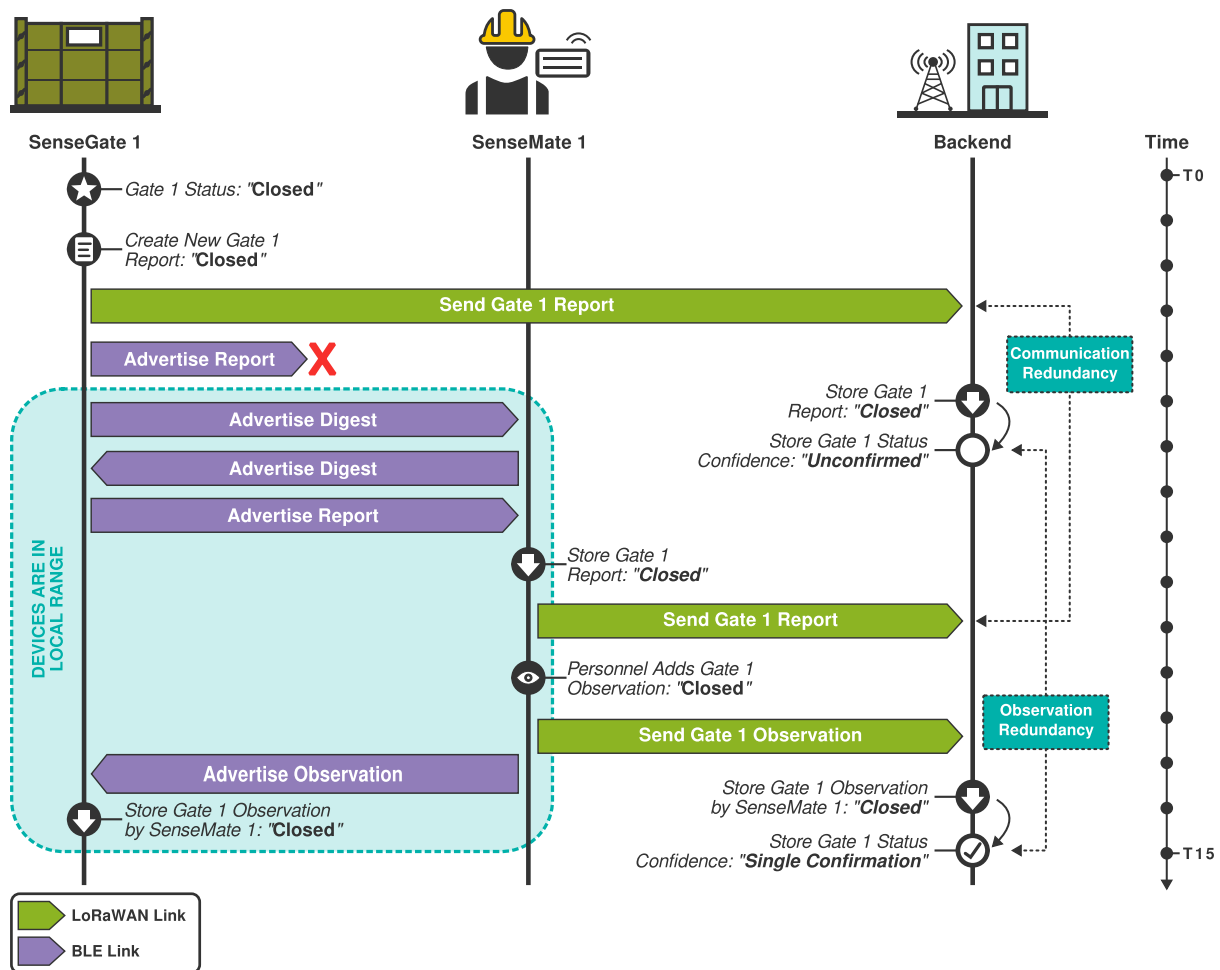 SenseGate 1
SenseMate 1
Backend
Time
T0
Gate 1 Status: "Closed"
Create New Gate 1
Report: "Closed"
Send Gate 1 Report
Advertise Report
Communication
Redundancy
Store Gate 1
Report: "Closed"
Advertise Digest
Store Gate 1 Status
Confidence: "Unconfirmed"
Advertise Digest
Advertise Report
DEVICES ARE IN
LOCAL RANGE
Store Gate 1
Report: "Closed"
Send Gate 1 Report
Personnel Adds Gate 1
Observation: "Closed"
Observation
Redundancy
Send Gate 1 Observation
Advertise Observation
Store Gate 1 Observation
by SenseMate 1: "Closed"
Store Gate 1 Observation
by SenseMate 1: "Closed"
Store Gate 1 Status
Confidence: "Single Confirmation"
T15
LoRaWAN Link
BLE Link